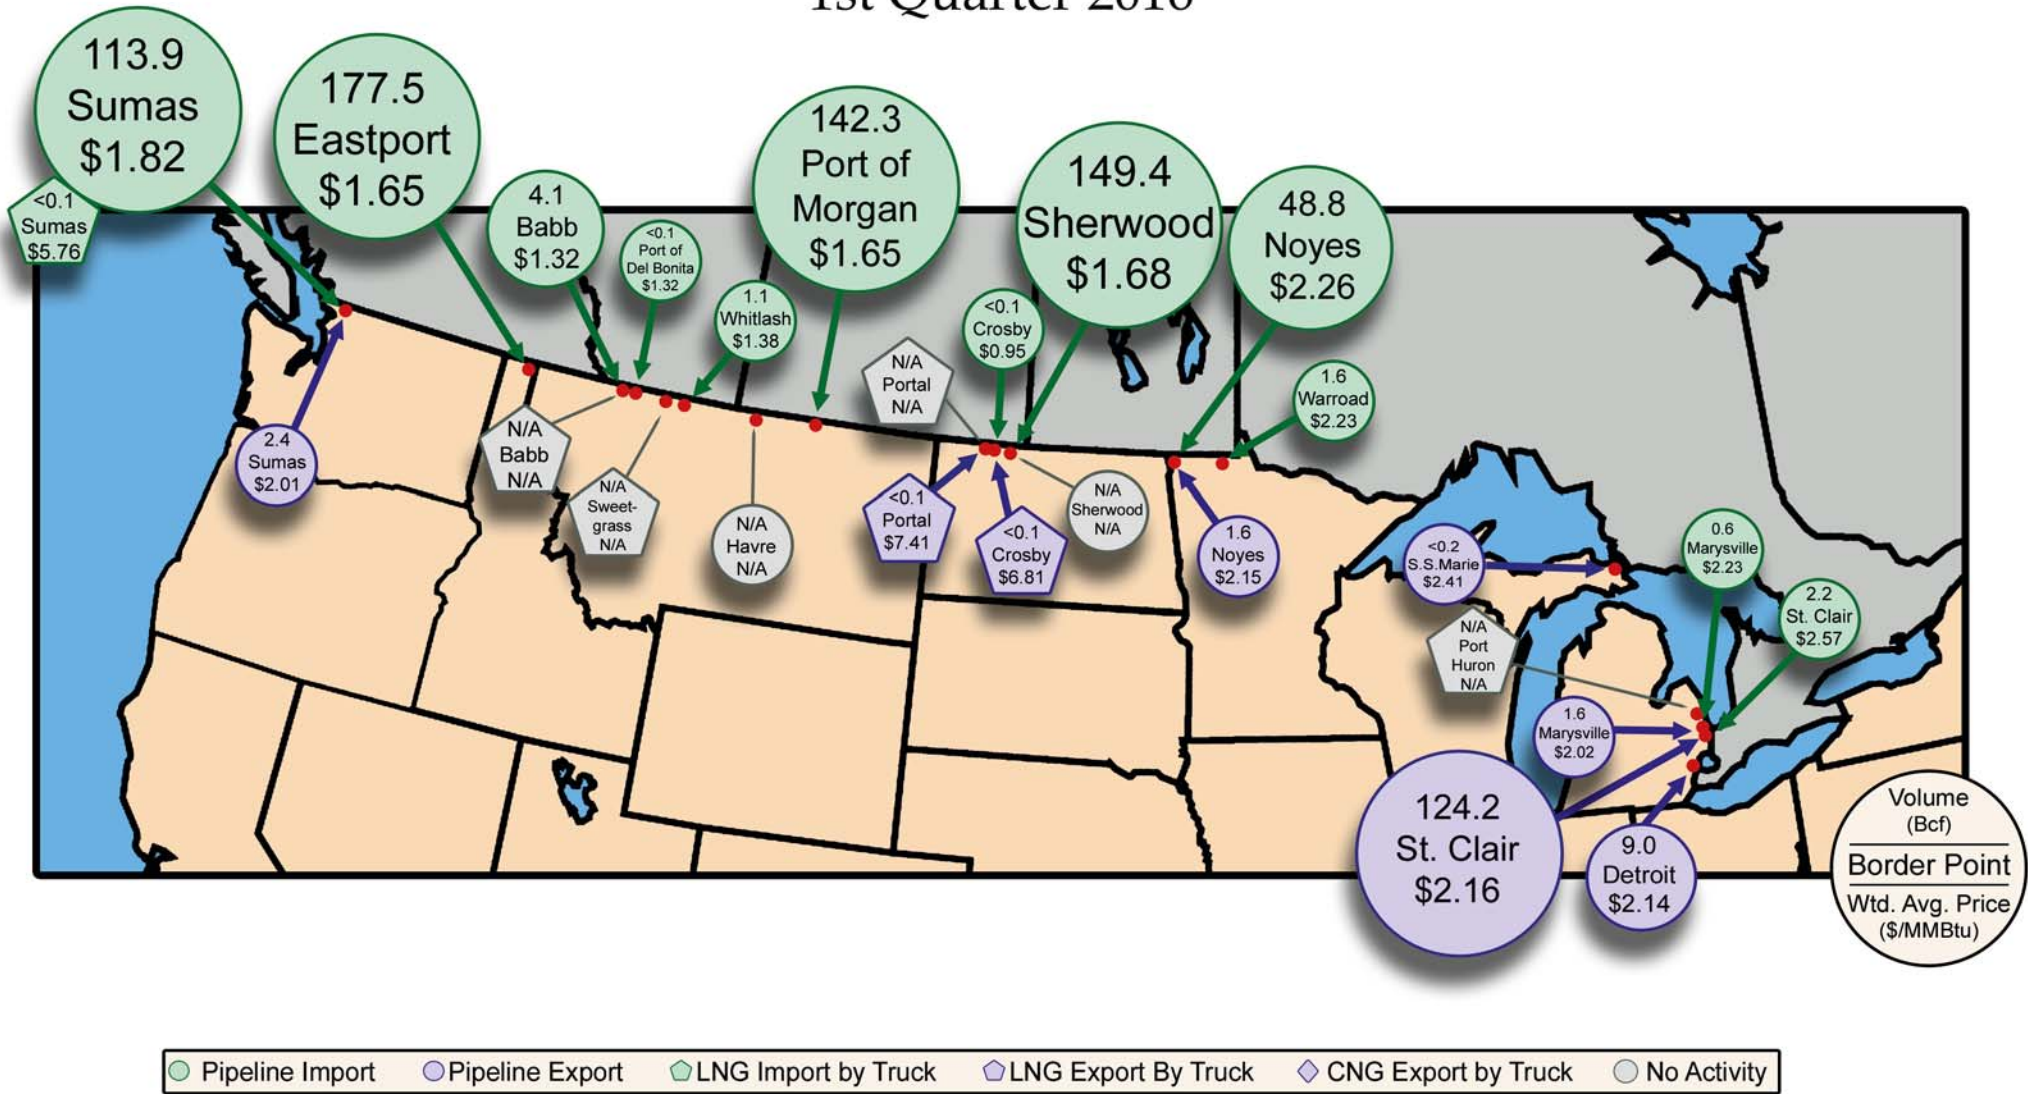 1st Quarter 2016
113.9
Sumas
$1.82
<0.1
Sumas
$5.76
177.5
Eastport
$1.65
4.1
Babb
$1.32
<0.1
Port of
Del Bonita
$1.32
1.1
Whitlash
$1.38
142.3
Port of
Morgan
$1.65
N/A
Portal
N/A
<0.1
Crosby
$0.95
149.4
Sherwood
$1.68
48.8
Noyes
$2.26
1.6
Warroad
$2.23
2.4
Sumas
$2.01
N/A
Babb
N/A
N/A
Sweet-
grass
N/A
N/A
Havre
N/A
<0.1
Portal
$7.41
<0.1
Crosby
$6.81
N/A
Sherwood
N/A
1.6
Noyes
$2.15
<0.2
S.S.Marie
$2.41
0.6
Marysville
$2.23
2.2
St. Clair
$2.57
N/A
Port
Huron
N/A
1.6
Marysville
$2.02
124.2
St. Clair
$2.16
9.0
Detroit
$2.14
Volume
(Bcf)
Border Point
Wtd. Avg. Price
($/MMBtu)
Pipeline Import
Pipeline Export
LNG Import by Truck
LNG Export By Truck
CNG Export by Truck
No Activity